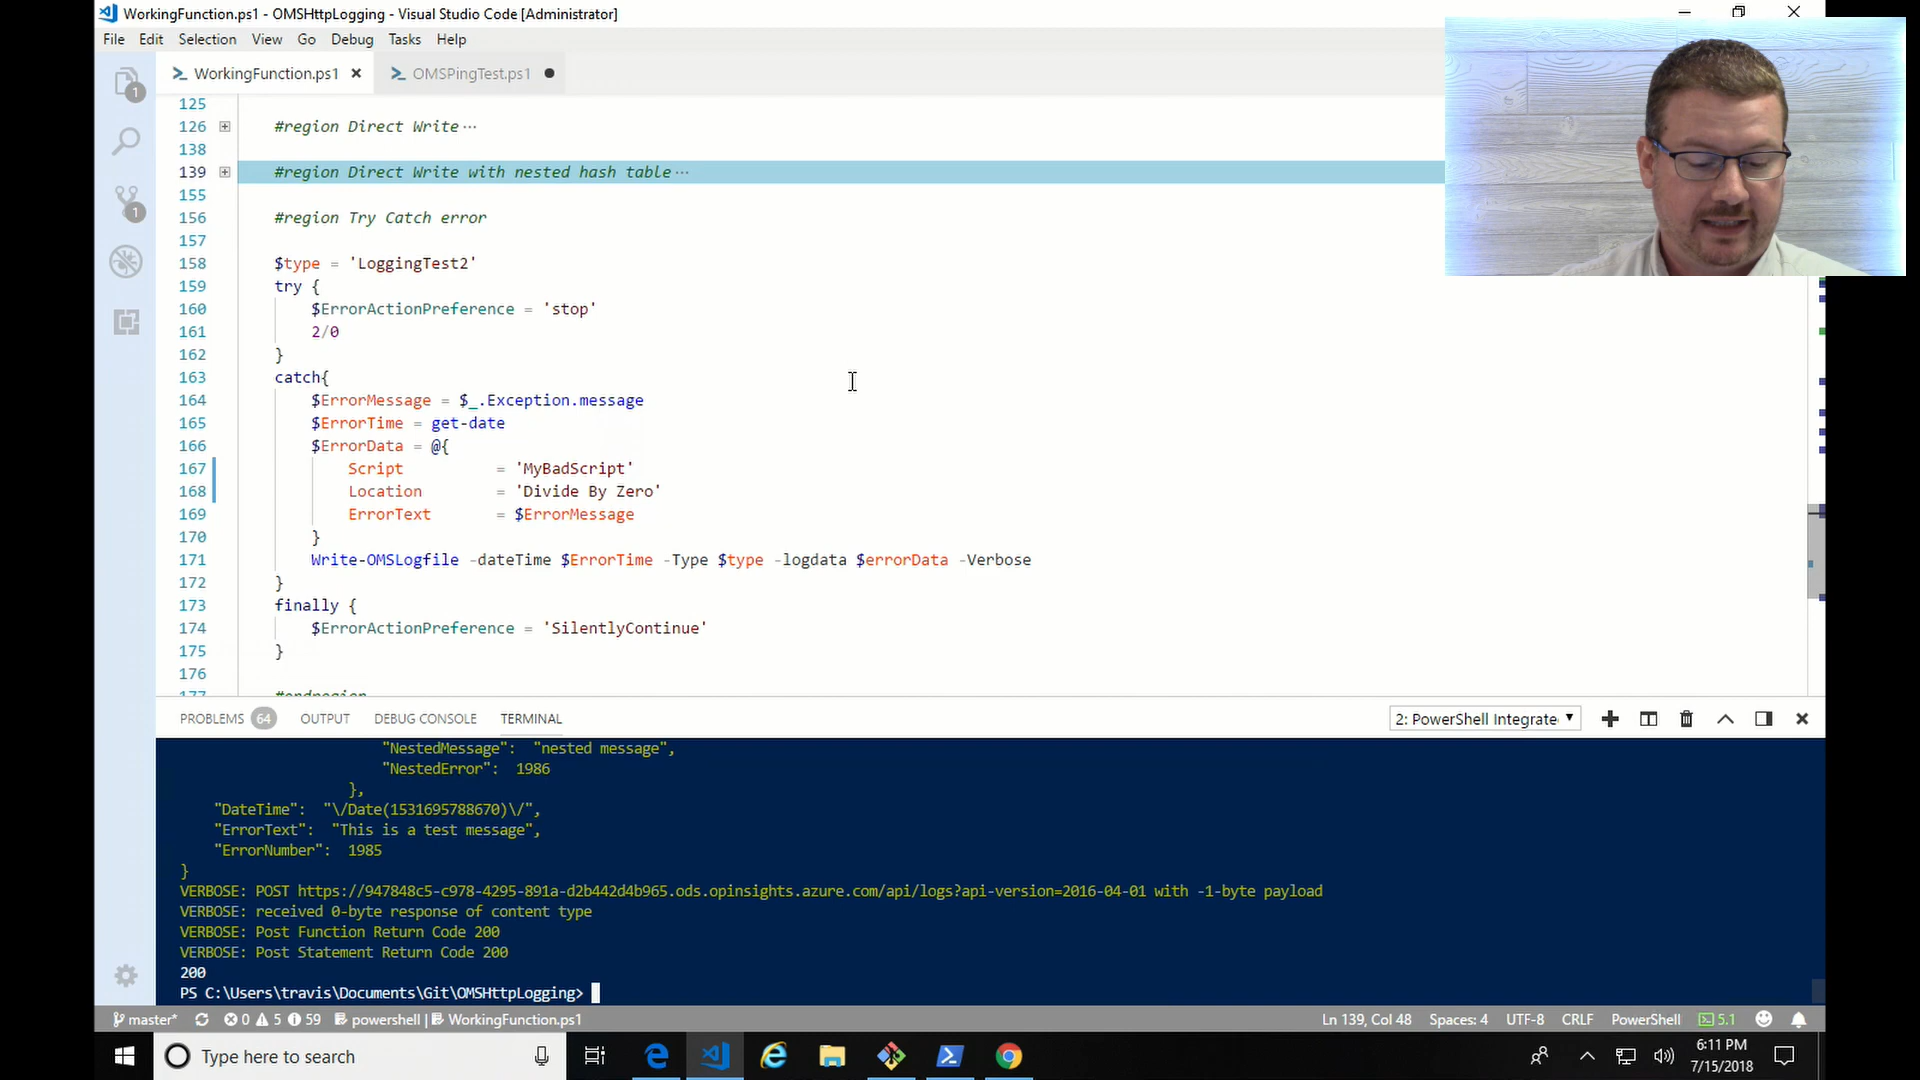 WorkingFunction.ps1 - OMSHttpLogging - Visual Studio Code [Administrator]
File Edit Selection View Go Debug Tasks Help
WorkingFunction.ps1 OMSPingTest.ps1
125
126 #region Direct Write ...
138
139 #region Direct Write with nested hash table ...
155
156 #region Try Catch error
157
158 $type = 'LoggingTest2'
159 try {
160 $ErrorActionPreference = 'stop'
161 2/0
162 }
163 catch{
164 $ErrorMessage = $_.Exception.message
165 $ErrorTime = get-date
166 $ErrorData = @{
167 Script = 'MyBadScript'
168 Location = 'Divide By Zero'
169 ErrorText = $ErrorMessage
170 }
171 Write-OMSLogfile -dateTime $ErrorTime -Type $type -logdata $errorData -Verbose
172 }
173 finally {
174 $ErrorActionPreference = 'SilentlyContinue'
175 }
176
177 #endregion
PROBLEMS 64 OUTPUT DEBUG CONSOLE TERMINAL 2: PowerShell Integrate
"NestedMessage": "nested message",
"NestedError": 1986
},
"DateTime": "\/Date(1531695788670)\/",
"ErrorText": "This is a test message",
"ErrorNumber": 1985
}
VERBOSE: POST https://947848c5-c978-4295-891a-d2b442d4b965.ods.opinsights.azure.com/api/logs?api-version=2016-04-01 with -1-byte payload
VERBOSE: received 0-byte response of content type
VERBOSE: Post Function Return Code 200
VERBOSE: Post Statement Return Code 200
200
PS C:\Users\travis\Documents\Git\OMSHttpLogging>
master* 0 5 59 powershell | WorkingFunction.ps1 Ln 139, Col 48 Spaces: 4 UTF-8 CRLF PowerShell 5.1
Type here to search
6:11 PM
7/15/2018
1
1